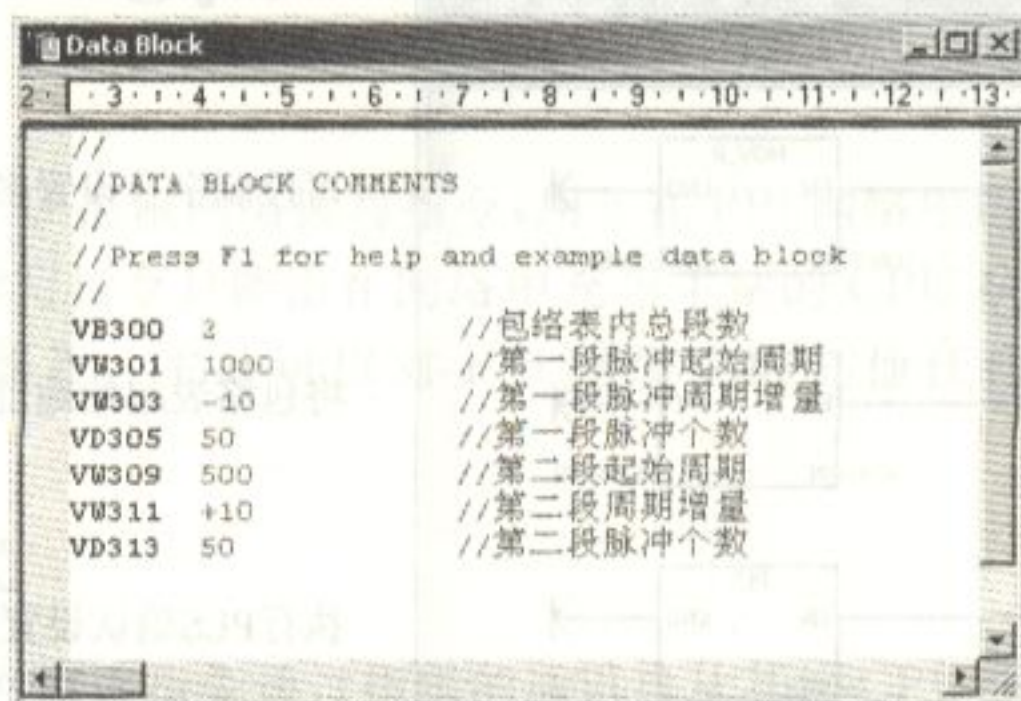 Data Block
2 · · 3 · ı · 4 · ı · 5 · ı · 6 · ı · 7 · ı · 8 · ı · 9 · ı · 10 · ı · 11 · ı · 12 · ı · 13 ·
//
//DATA BLOCK COMMENTS
//
//Press F1 for help and example data block
//
VB300 2 //包络表内总段数
VW301 1000 //第一段脉冲起始周期
VW303 -10 //第一段脉冲周期增量
VD305 50 //第一段脉冲个数
VW309 500 //第二段起始周期
VW311 +10 //第二段周期增量
VD313 50 //第二段脉冲个数